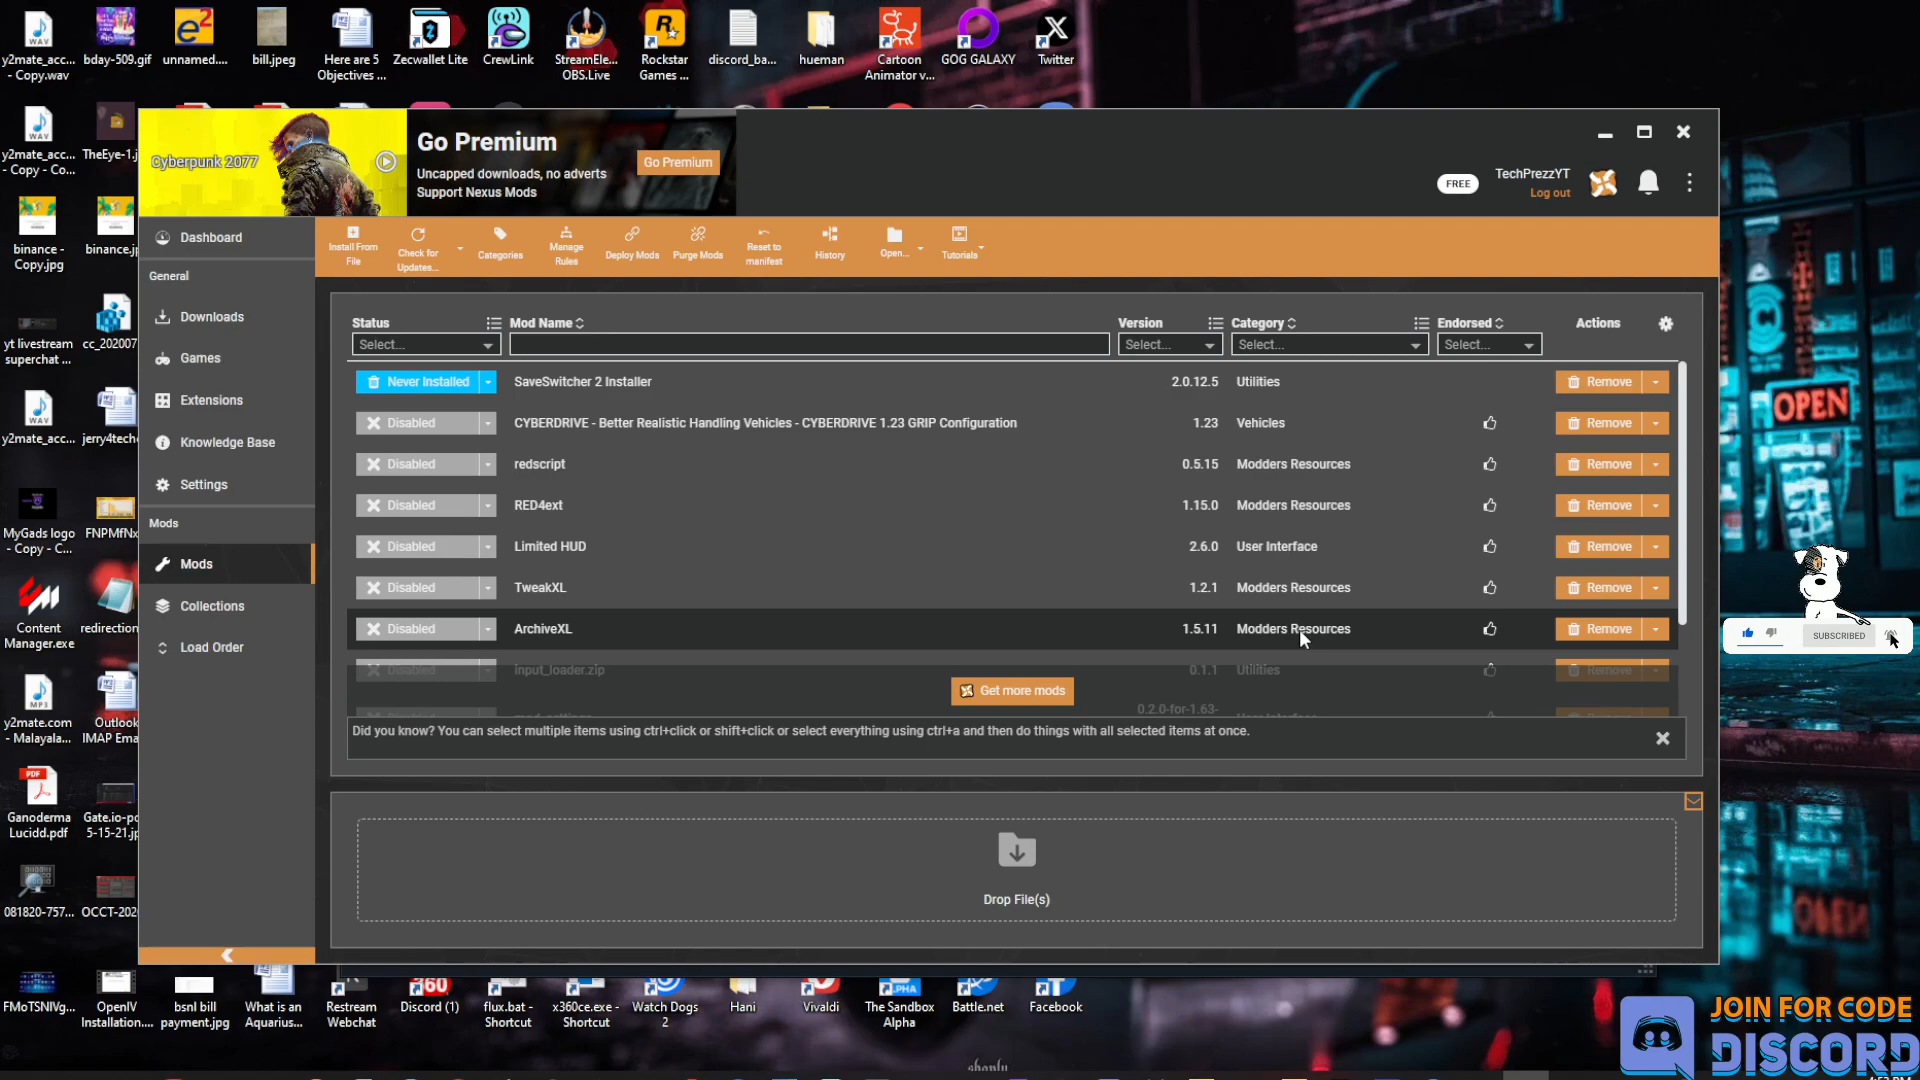 y2mate_acc...
- Copy.wav
bday-509.gif
unnamed....
bill.jpeg
Here are 5
Objectives ...
Zecwallet Lite
CrewLink
StreamEle...
OBS.Live
Rockstar
Games ...
discord_ba...
hueman
Cartoon
Animator v...
GOG GALAXY
Twitter
y2mate_acc...
- Copy - Co...
TheEye-1.j
binance -
Copy.jpg
binance.jp
yt livestream
superchat ...
cc_202007
y2mate_acc...
jerry4tech
MyGads logo
- Copy - C...
FNPMfNx
Content
Manager.exe
redirection
y2mate.com
- Malayala...
Outlook
IMAP Ema
PDF
Ganoderma
Lucidd.pdf
Gate.io-po
5-15-21.jp
081820-757...
OCCT-202
Cyberpunk 2077
Go Premium
Uncapped downloads, no adverts
Support Nexus Mods
Go Premium
FREE
TechPrezzYT
Log out
Dashboard
General
Downloads
Games
Extensions
Knowledge Base
Settings
Mods
Mods
Collections
Load Order
Install From
File
Check for
Updates...
Categories
Manage
Rules
Deploy Mods
Purge Mods
Reset to
manifest
History
Open...
Tutorials
Status
Mod Name
Version
Category
Endorsed
Actions
Select...
Select...
Select...
Select...
Never Installed SaveSwitcher 2 Installer 2.0.12.5 Utilities Remove
Disabled CYBERDRIVE - Better Realistic Handling Vehicles - CYBERDRIVE 1.23 GRIP Configuration 1.23 Vehicles Remove
Disabled redscript 0.5.15 Modders Resources Remove
Disabled RED4ext 1.15.0 Modders Resources Remove
Disabled Limited HUD 2.6.0 User Interface Remove
Disabled TweakXL 1.2.1 Modders Resources Remove
Disabled ArchiveXL 1.5.11 Modders Resources Remove
Disabled input_loader.zip 0.1.1 Utilities Remove
0.2.0-for-1.63-
Get more mods
Did you know? You can select multiple items using ctrl+click or shift+click or select everything using ctrl+a and then do things with all selected items at once.
Drop File(s)
OPEN
SUBSCRIBED
FMoTSNIVg...
OpenIV
Installation....
bsnl bill
payment.jpg
What is an
Aquarius...
Restream
Webchat
Discord (1)
flux.bat -
Shortcut
x360ce.exe -
Shortcut
Watch Dogs
2
Hani
Vivaldi
The Sandbox
Alpha
Battle.net
Facebook
JOIN FOR CODE
DISCORD